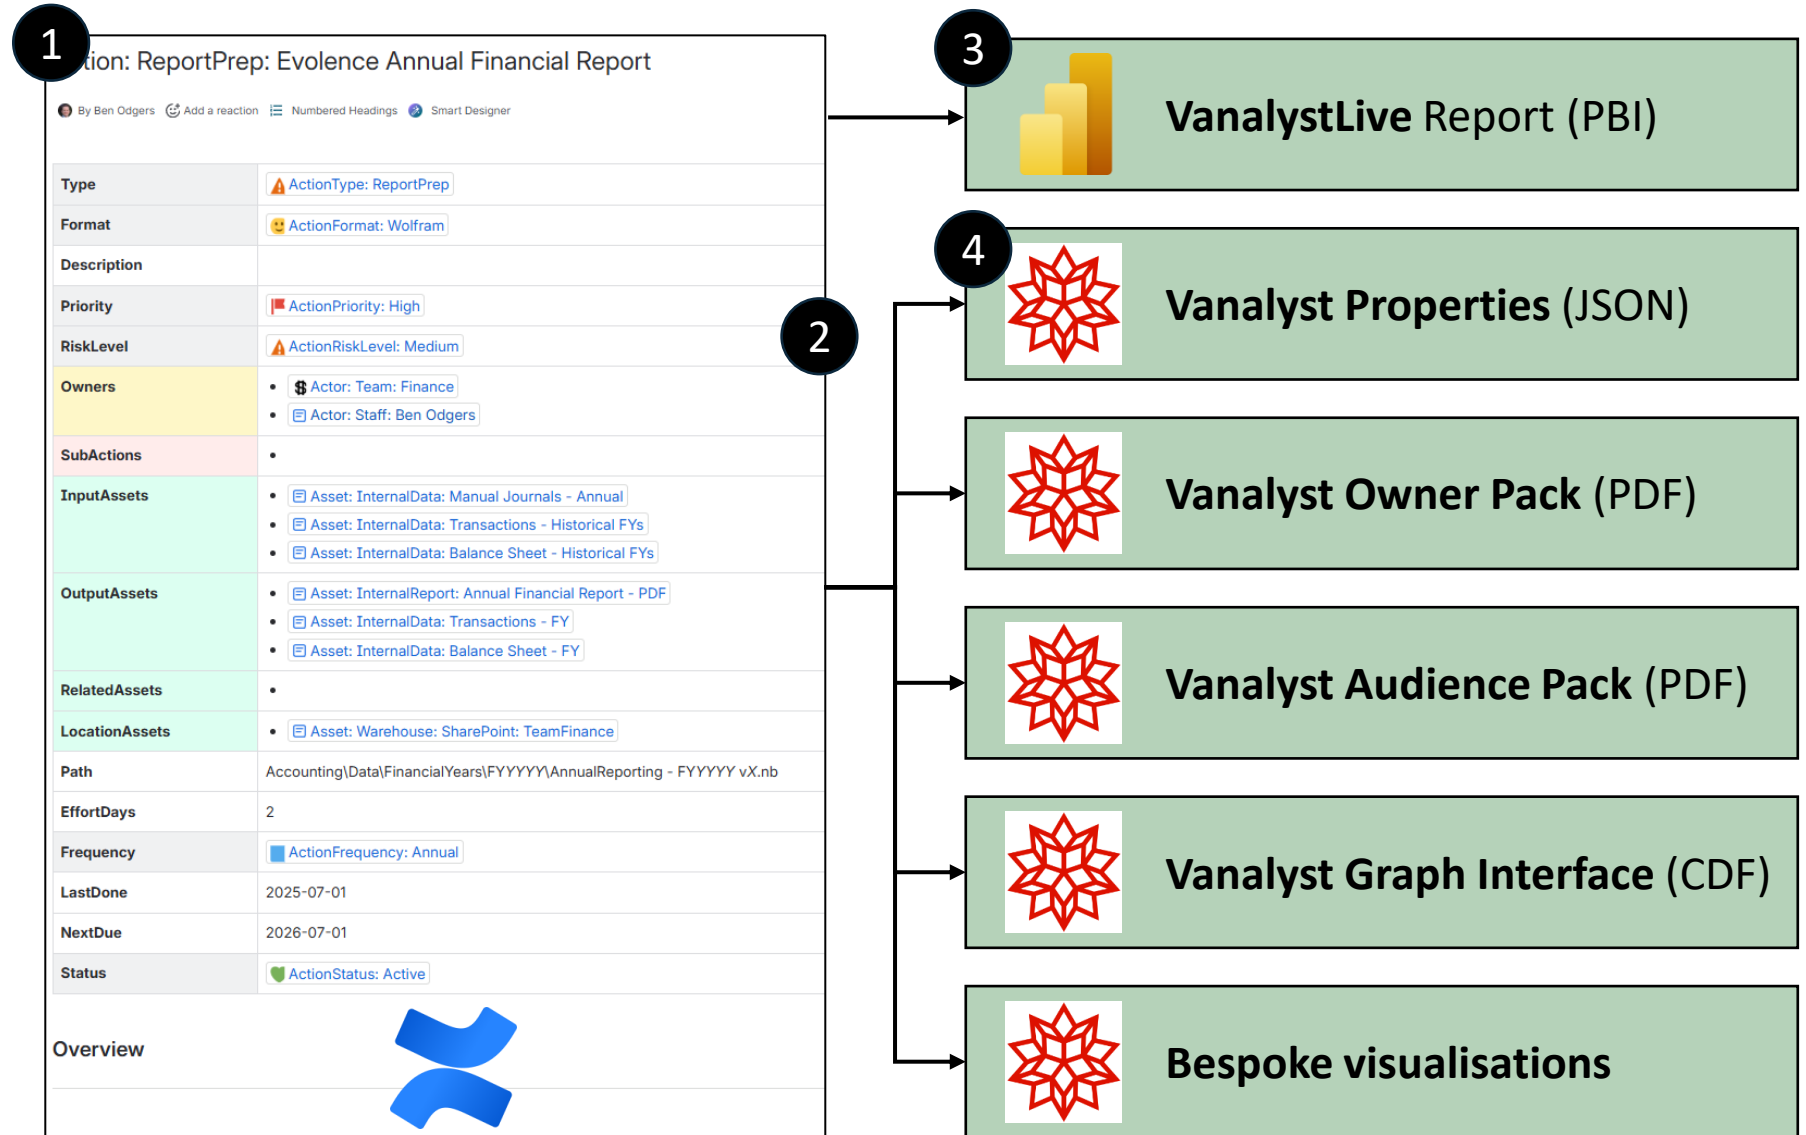 1
tion: ReportPrep: Evolence Annual Financial Report
By Ben Odgers Add a reaction Numbered Headings Smart Designer
Type ActionType: ReportPrep
Format ActionFormat: Wolfram
Description
Priority ActionPriority: High
RiskLevel ActionRiskLevel: Medium
Owners • Actor: Team: Finance
• Actor: Staff: Ben Odgers
SubActions •
InputAssets • Asset: InternalData: Manual Journals - Annual
• Asset: InternalData: Transactions - Historical FYs
• Asset: InternalData: Balance Sheet - Historical FYs
OutputAssets • Asset: InternalReport: Annual Financial Report - PDF
• Asset: InternalData: Transactions - FY
• Asset: InternalData: Balance Sheet - FY
RelatedAssets •
LocationAssets • Asset: Warehouse: SharePoint: TeamFinance
Path Accounting\Data\FinancialYears\FYYYYY\AnnualReporting - FYYYYY vX.nb
EffortDays 2
Frequency ActionFrequency: Annual
LastDone 2025-07-01
NextDue 2026-07-01
Status ActionStatus: Active
Overview
2
3
VanalystLive Report (PBI)
4
Vanalyst Properties (JSON)
Vanalyst Owner Pack (PDF)
Vanalyst Audience Pack (PDF)
Vanalyst Graph Interface (CDF)
Bespoke visualisations